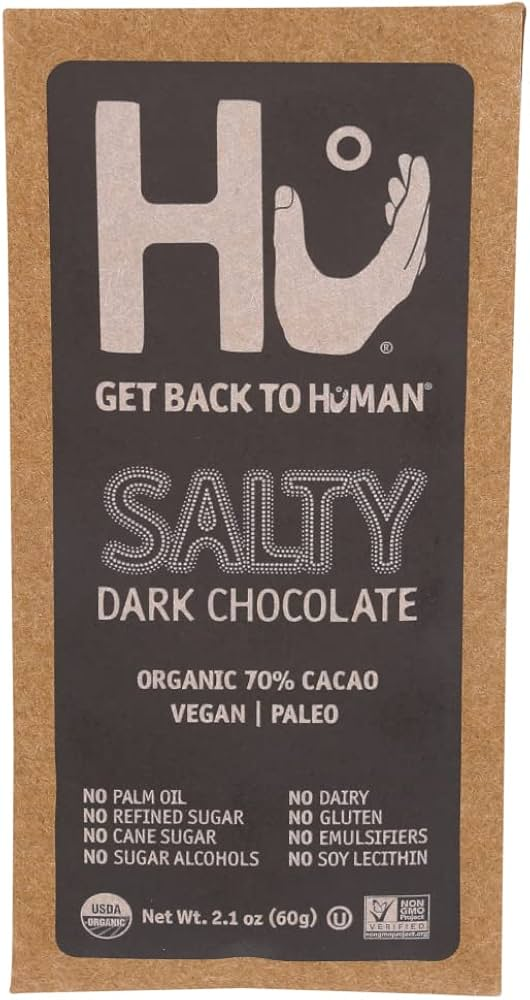 Hu
®
GET BACK TO HUMAN®
SALTY
DARK CHOCOLATE
ORGANIC 70% CACAO
VEGAN | PALEO
NO PALM OIL
NO REFINED SUGAR
NO CANE SUGAR
NO SUGAR ALCOHOLS
NO DAIRY
NO GLUTEN
NO EMULSIFIERS
NO SOY LECITHIN
USDA
ORGANIC
Net Wt. 2.1 oz (60g)
U
NON
GMO
Project
VERIFIED
nongmoproject.org